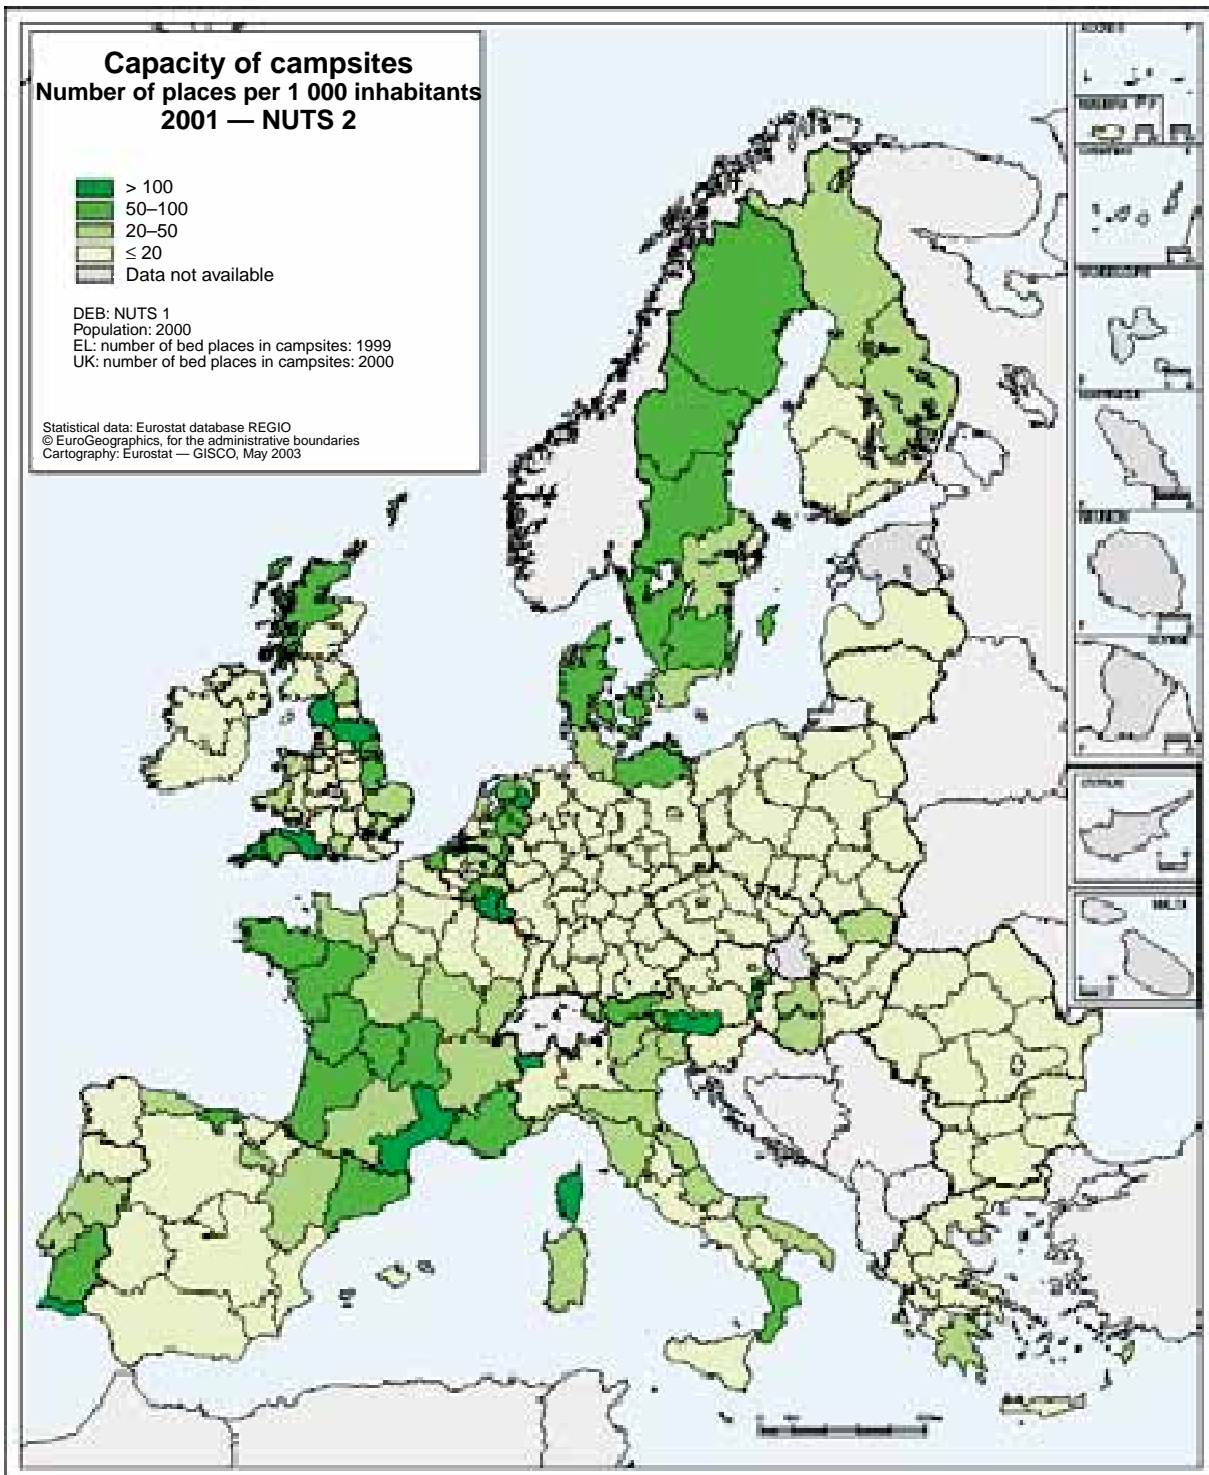 Capacity of campsites
Number of places per 1 000 inhabitants
2001 — NUTS 2
> 100
50–100
20–50
≤ 20
Data not available
DEB: NUTS 1
Population: 2000
EL: number of bed places in campsites: 1999
UK: number of bed places in campsites: 2000
Statistical data: Eurostat database REGIO
© EuroGeographics, for the administrative boundaries
Cartography: Eurostat — GISCO, May 2003